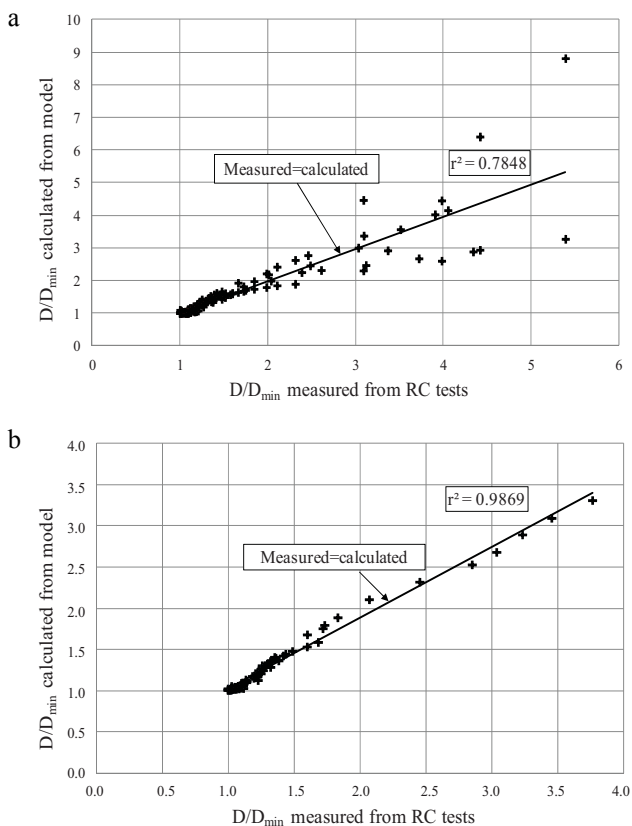 a
10
9
8
7
6
5
4
3
2
1
0
D/Dmin calculated from model
Measured=calculated
r² = 0.7848
0 1 2 3 4 5 6
D/Dmin measured from RC tests
b
4.0
3.5
3.0
2.5
2.0
1.5
1.0
0.5
0.0
D/Dmin calculated from model
r² = 0.9869
Measured=calculated
0.0 0.5 1.0 1.5 2.0 2.5 3.0 3.5 4.0
D/Dmin measured from RC tests